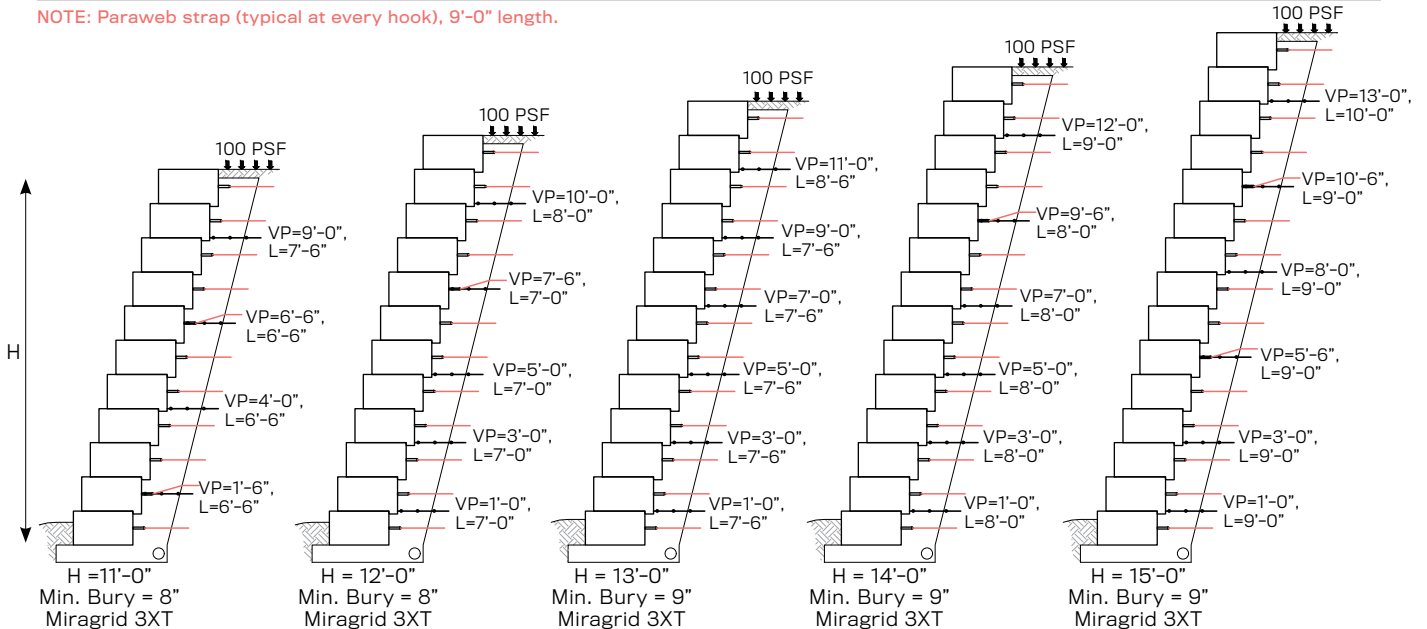 NOTE: Paraweb strap (typical at every hook), 9'-0" length.
H
100 PSF
VP=9'-0",
L=7'-6"
VP=6'-6",
L=6'-6"
VP=4'-0",
L=6'-6"
VP=1'-6",
L=6'-6"
H =11'-0"
Min. Bury = 8"
Miragrid 3XT
100 PSF
VP=10'-0",
L=8'-0"
VP=7'-6",
L=7'-0"
VP=5'-0",
L=7'-0"
VP=3'-0",
L=7'-0"
VP=1'-0",
L=7'-0"
H = 12'-0"
Min. Bury = 8"
Miragrid 3XT
100 PSF
VP=11'-0",
L=8'-6"
VP=9'-0",
L=7'-6"
VP=7'-0",
L=7'-6"
VP=5'-0",
L=7'-6"
VP=3'-0",
L=7'-6"
VP=1'-0",
L=7'-6"
H = 13'-0"
Min. Bury = 9"
Miragrid 3XT
100 PSF
VP=12'-0",
L=9'-0"
VP=9'-6",
L=8'-0"
VP=7'-0",
L=8'-0"
VP=5'-0",
L=8'-0"
VP=3'-0",
L=8'-0"
VP=1'-0",
L=8'-0"
H = 14'-0"
Min. Bury = 9"
Miragrid 3XT
100 PSF
VP=13'-0",
L=10'-0"
VP=10'-6",
L=9'-0"
VP=8'-0",
L=9'-0"
VP=5'-6",
L=9'-0"
VP=3'-0",
L=9'-0"
VP=1'-0",
L=9'-0"
H = 15'-0"
Min. Bury = 9"
Miragrid 3XT